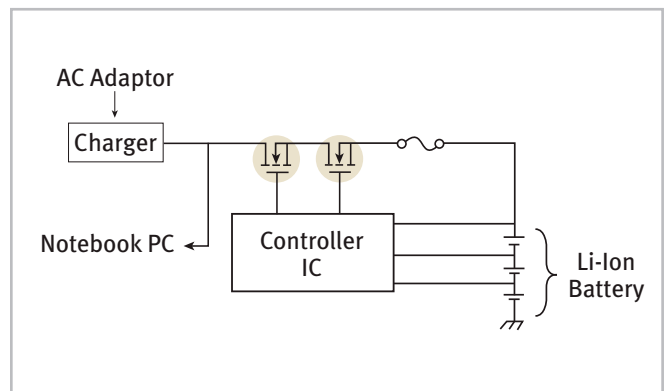 AC Adaptor
Charger
Notebook PC
Controller
IC
Li-Ion
Battery